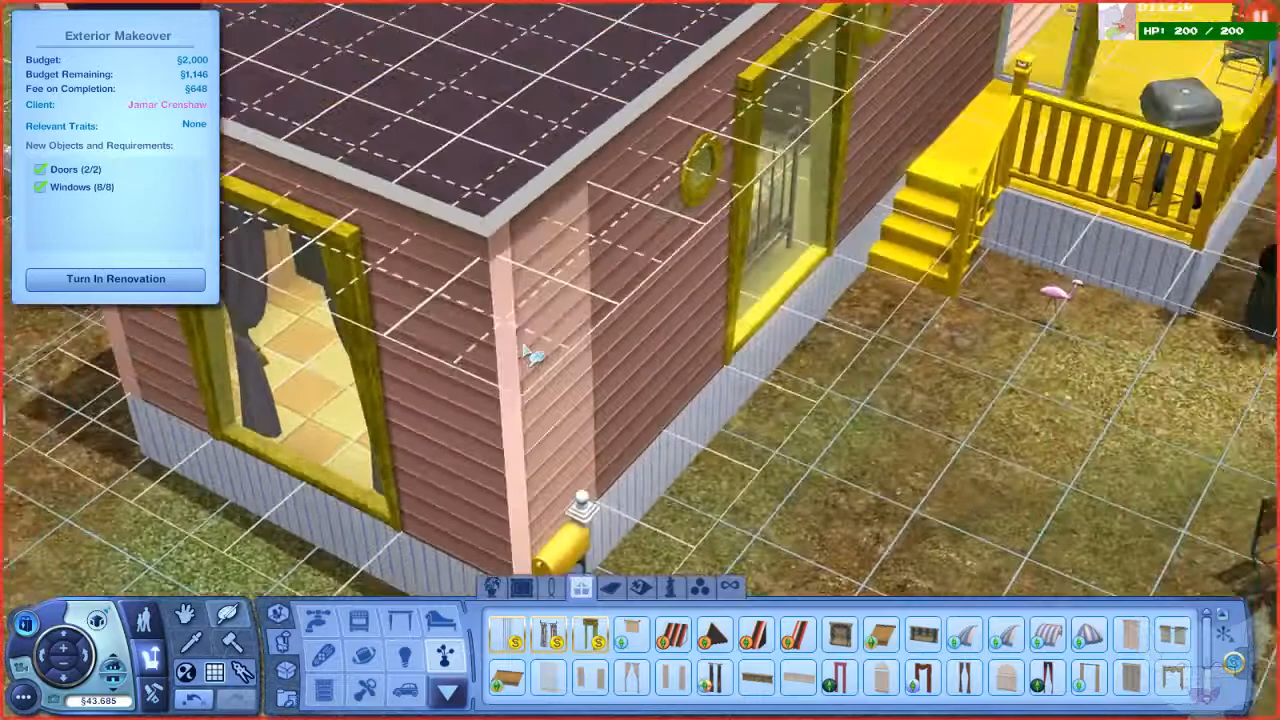 Exterior Makeover
Budget: §2,000
Budget Remaining: §1,146
Fee on Completion: §648
Client: Jamar Crenshaw
Relevant Traits: None
New Objects and Requirements:
Doors (2/2)
Windows (8/8)
Turn In Renovation
HP: 200 / 200
§43.685